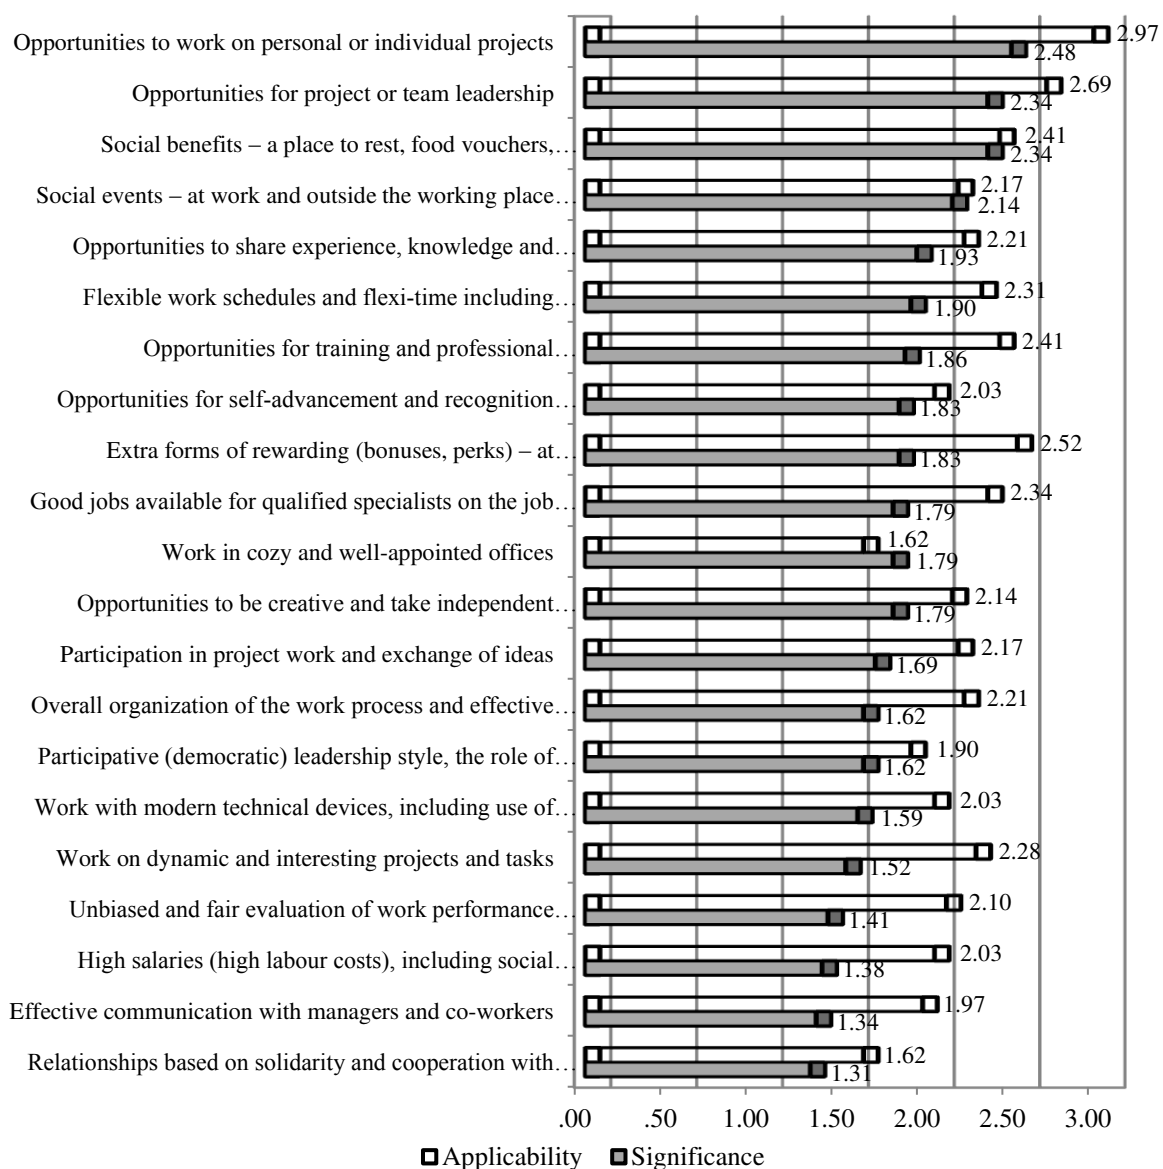 Opportunities to work on personal or individual projects
2.97
2.48
Opportunities for project or team leadership
2.69
2.34
Social benefits – a place to rest, food vouchers,…
2.41
2.34
Social events – at work and outside the working place…
2.17
2.14
Opportunities to share experience, knowledge and…
2.21
1.93
Flexible work schedules and flexi-time including…
2.31
1.90
Opportunities for training and professional…
2.41
1.86
Opportunities for self-advancement and recognition…
2.03
1.83
Extra forms of rewarding (bonuses, perks) – at…
2.52
1.83
Good jobs available for qualified specialists on the job…
2.34
1.79
Work in cozy and well-appointed offices
1.62
1.79
Opportunities to be creative and take independent…
2.14
1.79
Participation in project work and exchange of ideas
2.17
1.69
Overall organization of the work process and effective…
2.21
1.62
Participative (democratic) leadership style, the role of…
1.90
1.62
Work with modern technical devices, including use of…
2.03
1.59
Work on dynamic and interesting projects and tasks
2.28
1.52
Unbiased and fair evaluation of work performance…
2.10
1.41
High salaries (high labour costs), including social…
2.03
1.38
Effective communication with managers and co-workers
1.97
1.34
Relationships based on solidarity and cooperation with…
1.62
1.31
.00 .50 1.00 1.50 2.00 2.50 3.00
Applicability Significance